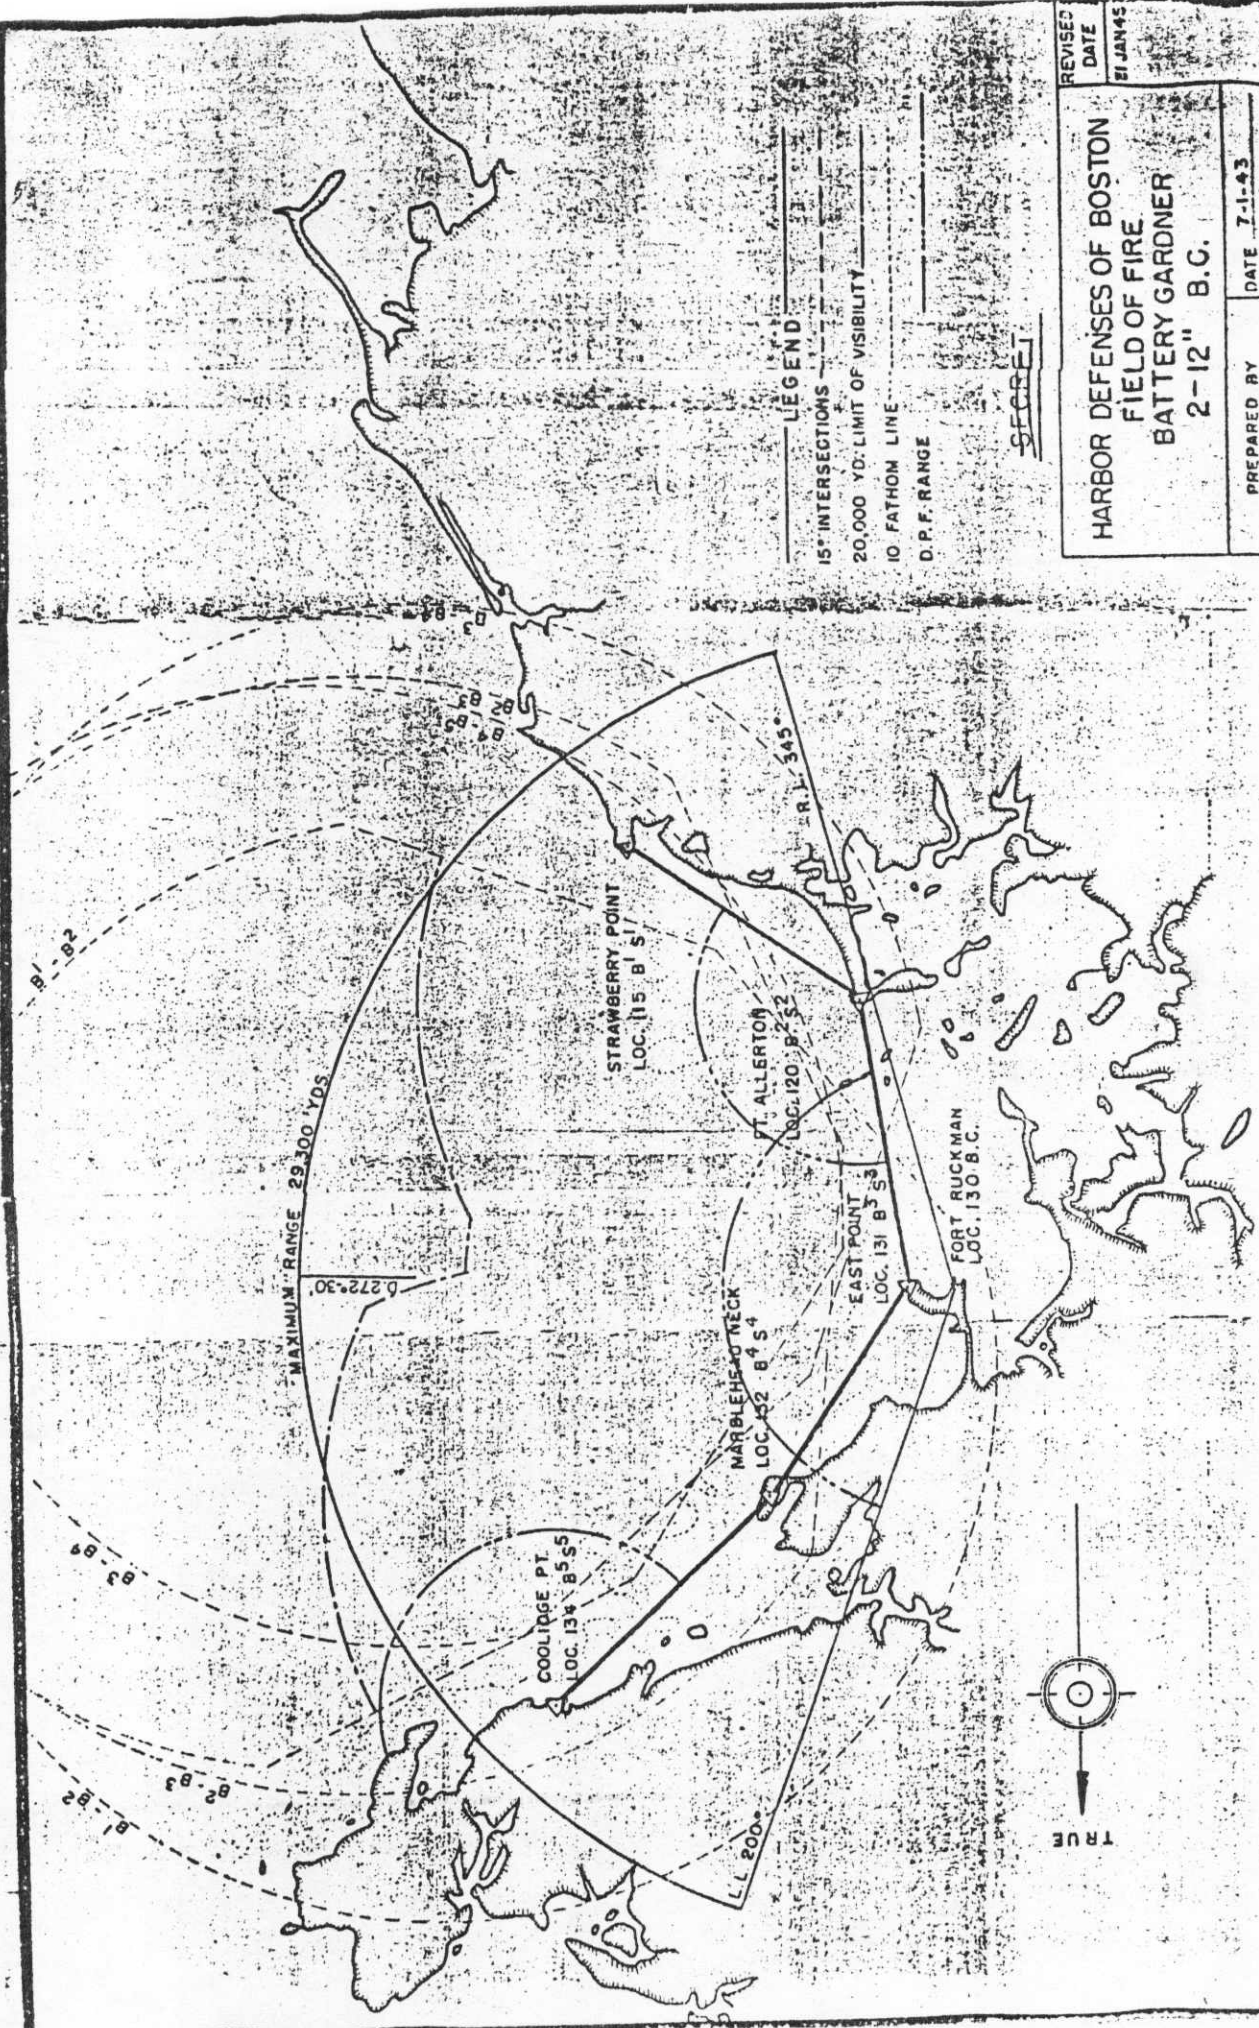 REVISED
DATE
21 JAN 45
HARBOR DEFENSES OF BOSTON
FIELD OF FIRE
BATTERY GARDNER
2-12" B.C.
PREPARED BY
DATE 7-1-43
SECRET
LEGEND
15° INTERSECTIONS
20,000 YD. LIMIT OF VISIBILITY
10 FATHOM LINE
D.P.F. RANGE
MAXIMUM RANGE 29,300 YDS.
D.272°-30'
STRAWBERRY POINT
LOC. 115 B¹ S¹
PT. ALLERTON
LOC. 120 B² S²
EAST POINT
LOC. 131 B³ S³
FORT RUCKMAN
LOC. 130 B.C.
MARBLEHEAD NECK
LOC. 132 B⁴ S⁴
COOLIDGE PT.
LOC. 134 B⁵ S⁵
R.L. 345°
L.L. 200°
B¹-B²
B³-B⁴
B²-B³
B¹-B²
TRUE